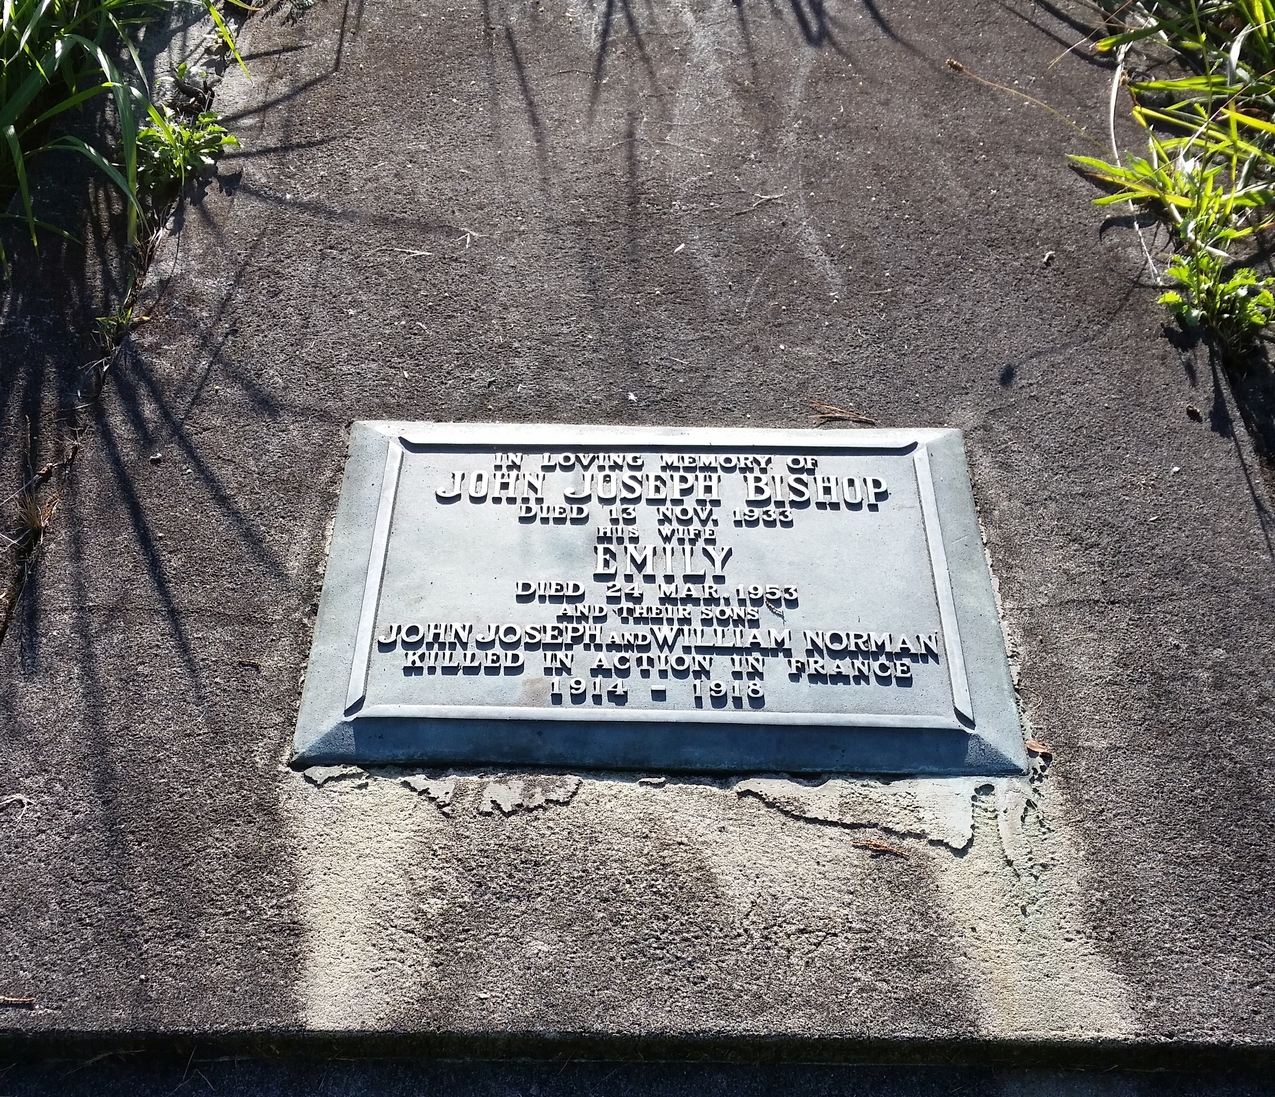 IN LOVING MEMORY OF
JOHN JOSEPH BISHOP
DIED 13 NOV. 1933
HIS WIFE
EMILY
DIED 24 MAR. 1953
AND THEIR SONS
JOHN JOSEPH AND WILLIAM NORMAN
KILLED IN ACTION IN FRANCE
1914 – 1918